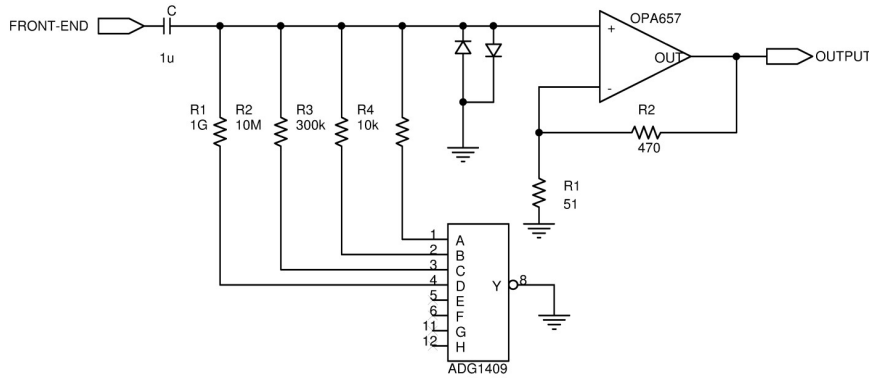 FRONT-END
C
1u
OPA657
+
OUT
-
OUTPUT
R1
1G
R2
10M
R3
300k
R4
10k
R2
470
R1
51
1
A
2
B
3
C
4
D
5
E
6
F
11
G
12
H
Y
8
ADG1409